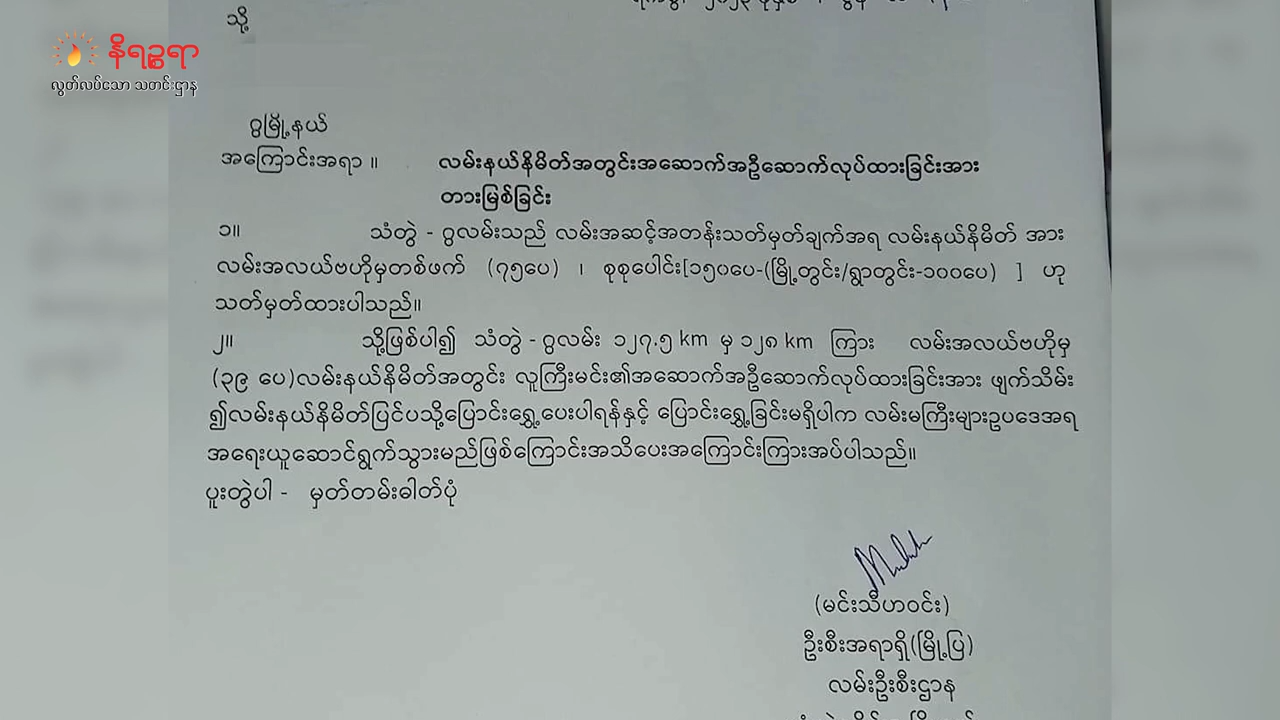 သို့
နိရဉ္စရာ
လွတ်လပ်သော သတင်းဌာန
ဂွမြို့နယ်
အကြောင်းအရာ ။ လမ်းနယ်နိမိတ်အတွင်းအဆောက်အဦဆောက်လုပ်ထားခြင်းအား
တားမြစ်ခြင်း
၁။ သံတွဲ - ဂွလမ်းသည် လမ်းအဆင့်အတန်းသတ်မှတ်ချက်အရ လမ်းနယ်နိမိတ် အား
လမ်းအလယ်ဗဟိုမှတစ်ဖက် (၇၅ပေ) ၊ စုစုပေါင်း[၁၅၀ပေ-(မြို့တွင်း/ရွာတွင်း-၁၀၀ပေ) ] ဟု
သတ်မှတ်ထားပါသည်။
၂။ သို့ဖြစ်ပါ၍ သံတွဲ - ဂွလမ်း ၁၂၇.၅ km မှ ၁၂၈ km ကြား လမ်းအလယ်ဗဟိုမှ
(၃၉ ပေ)လမ်းနယ်နိမိတ်အတွင်း လူကြီးမင်း၏အဆောက်အဦဆောက်လုပ်ထားခြင်းအား ဖျက်သိမ်း
၍လမ်းနယ်နိမိတ်ပြင်ပသို့ပြောင်းရွှေ့ပေးပါရန်နှင့် ပြောင်းရွှေ့ခြင်းမရှိပါက လမ်းမကြီးများဥပဒေအရ
အရေးယူဆောင်ရွက်သွားမည်ဖြစ်ကြောင်းအသိပေးအကြောင်းကြားအပ်ပါသည်။
ပူးတွဲပါ - မှတ်တမ်းဓါတ်ပုံ
(မင်းသီဟဝင်း)
ဦးစီးအရာရှိ(မြို့ပြ)
လမ်းဦးစီးဌာန